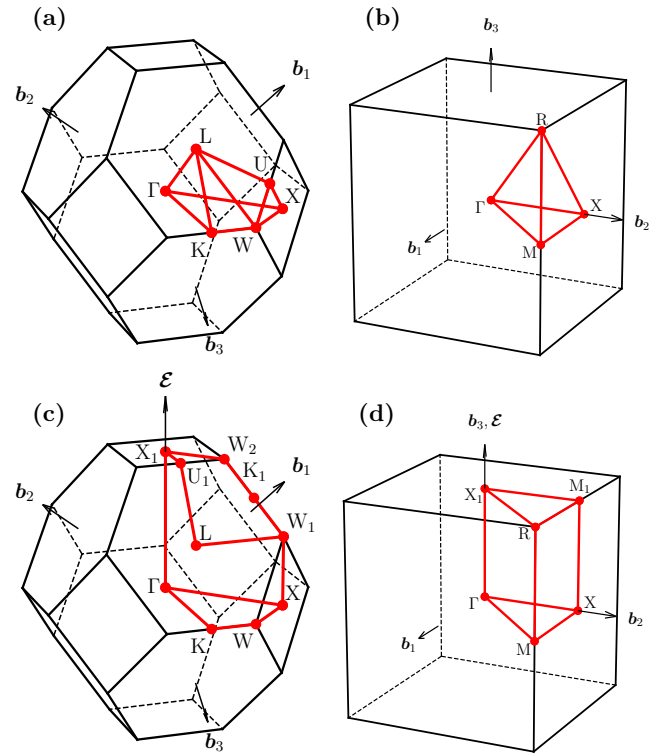 (a)
b₁
b₂
L
U
Γ
X
K
W
b₃
(b)
b₃
R
Γ
X
b₂
b₁
M
(c)
ℰ
X₁
W₂
K₁
b₁
U₁
b₂
W₁
L
Γ
X
K
W
b₃
(d)
b₃, ℰ
X₁
M₁
R
Γ
X
b₂
b₁
M